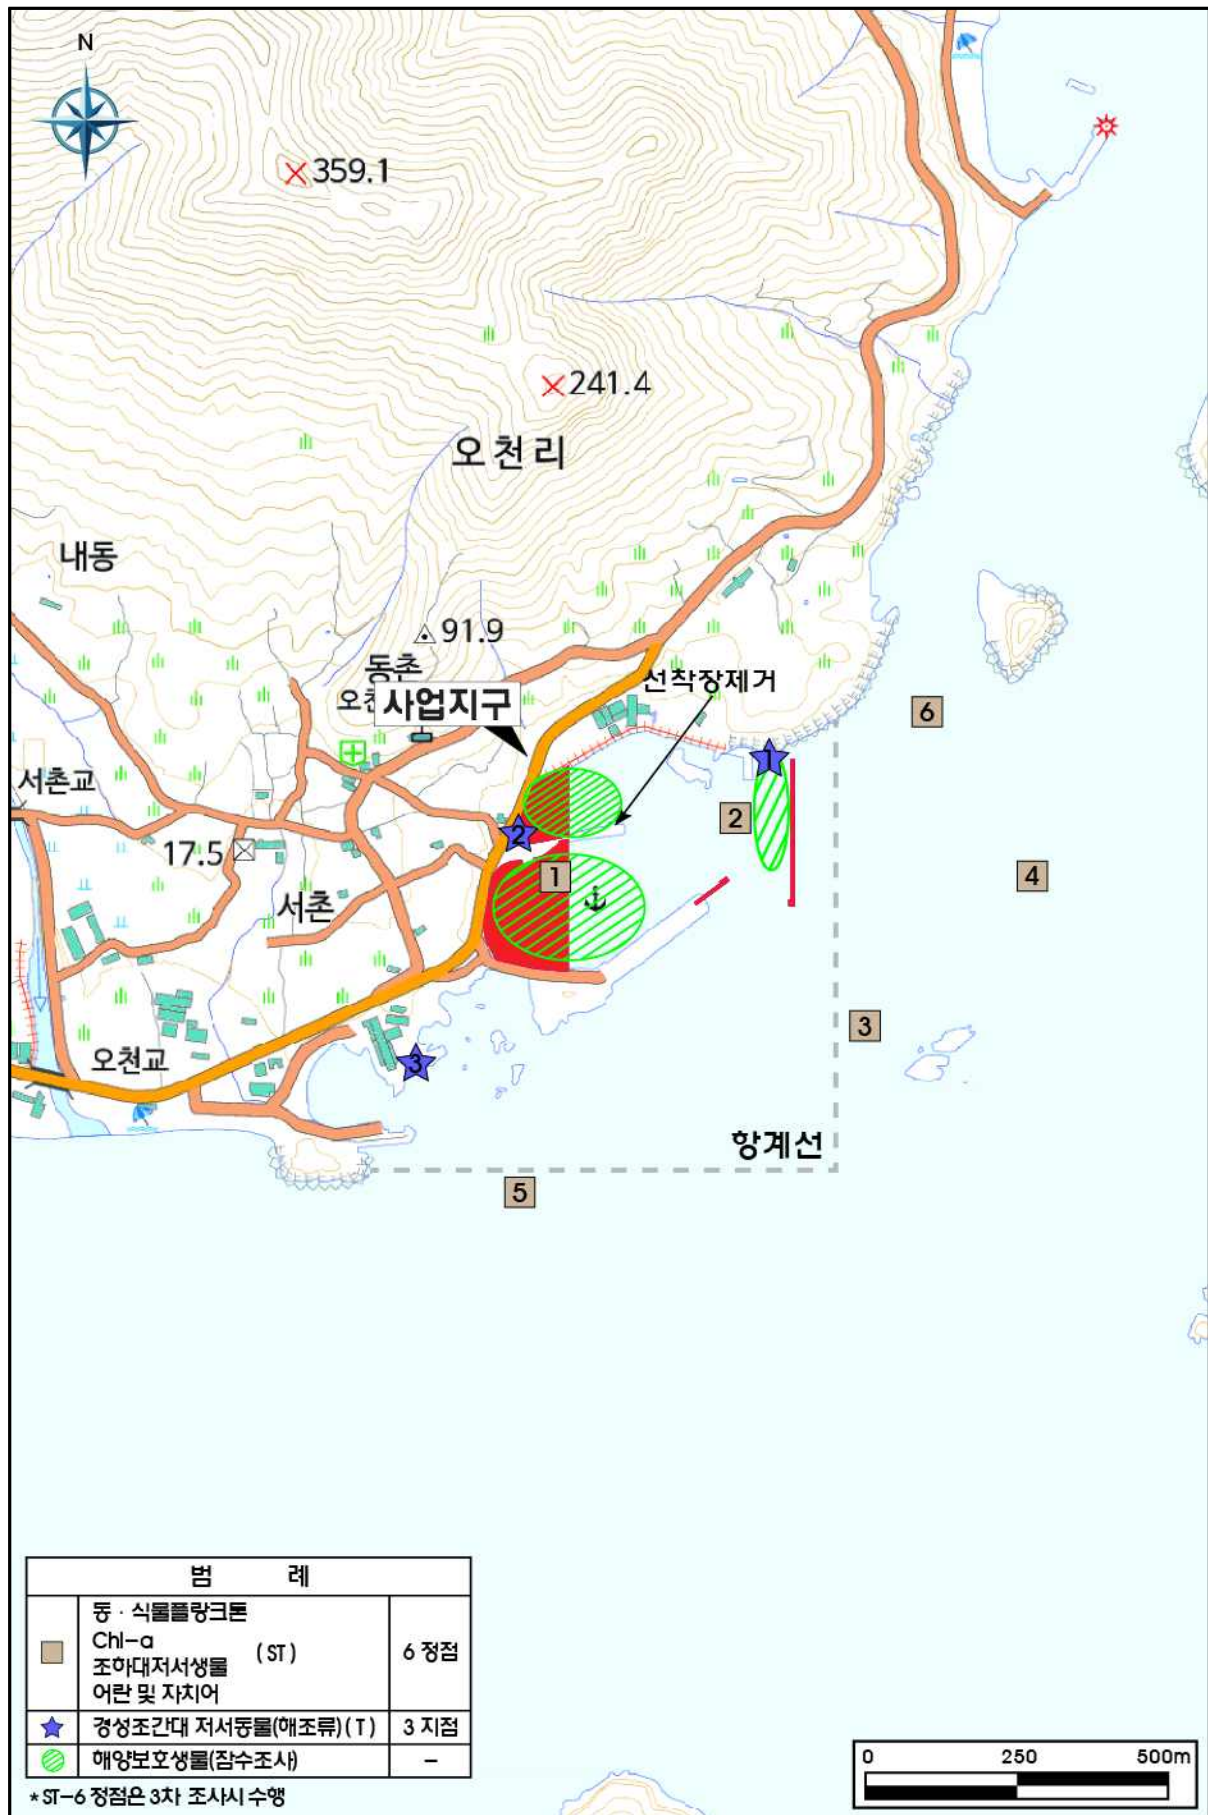 N
359.1
241.4
오천리
내동
91.9
동촌
오천
선착장제거
사업지구
6
서촌교
1
2
2
17.5
1
4
서촌
3
오천교
3
항계선
5
범 례
동·식물플랑크톤
Chl-a
조하대저서생물
어란 및 자치어
(ST)
6 정점
경성조간대 저서동물(해조류)(T)
3 지점
해양보호생물(잠수조사)
-
*ST-6 정점은 3차 조사시 수행
0 250 500m